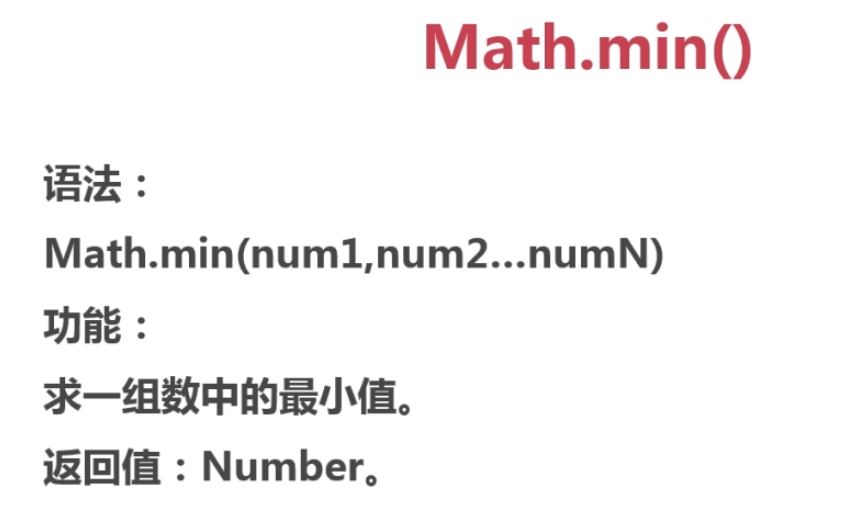 Math.min()
语法：
Math.min(num1,num2...numN)
功能：
求一组数中的最小值。
返回值：Number。